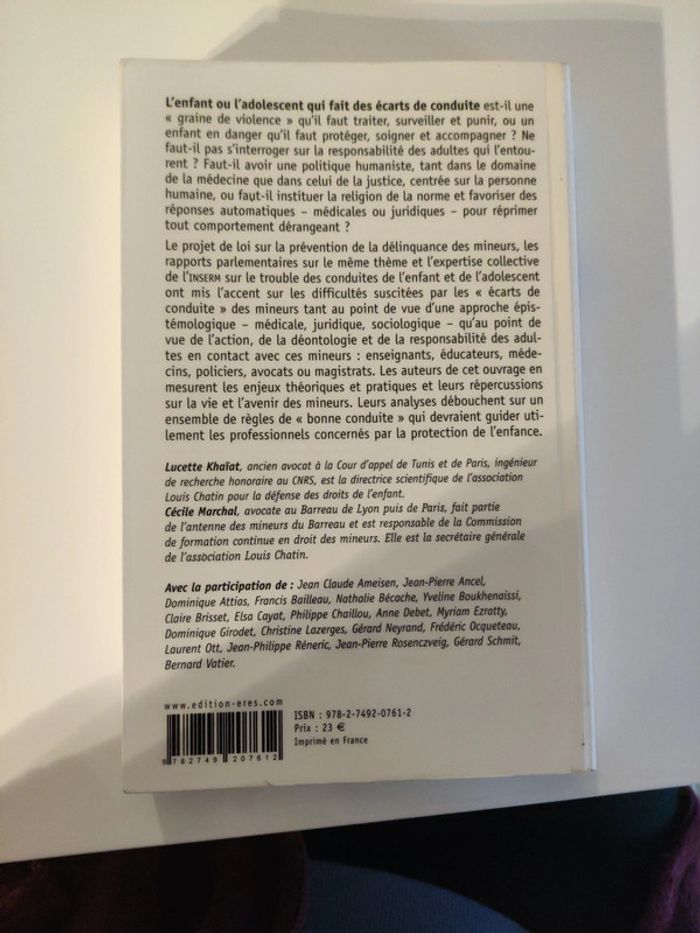 L'enfant ou l'adolescent qui fait des écarts de conduite est-il une
« graine de violence » qu'il faut traiter, surveiller et punir, ou un
enfant en danger qu'il faut protéger, soigner et accompagner ? Ne
faut-il pas s'interroger sur la responsabilité des adultes qui l'entou-
rent ? Faut-il avoir une politique humaniste, tant dans le domaine
de la médecine que dans celui de la justice, centrée sur la personne
humaine, ou faut-il instituer la religion de la norme et favoriser des
réponses automatiques – médicales ou juridiques – pour réprimer
tout comportement dérangeant ?
Le projet de loi sur la prévention de la délinquance des mineurs, les
rapports parlementaires sur le même thème et l'expertise collective
de l'INSERM sur le trouble des conduites de l'enfant et de l'adolescent
ont mis l'accent sur les difficultés suscitées par les « écarts de
conduite » des mineurs tant au point de vue d'une approche épis-
témologique – médicale, juridique, sociologique – qu'au point de
vue de l'action, de la déontologie et de la responsabilité des adul-
tes en contact avec ces mineurs : enseignants, éducateurs, méde-
cins, policiers, avocats ou magistrats. Les auteurs de cet ouvrage en
mesurent les enjeux théoriques et pratiques et leurs répercussions
sur la vie et l'avenir des mineurs. Leurs analyses débouchent sur un
ensemble de règles de « bonne conduite » qui devraient guider uti-
lement les professionnels concernés par la protection de l'enfance.
Lucette Khaïat, ancien avocat à la Cour d'appel de Tunis et de Paris, ingénieur
de recherche honoraire au CNRS, est la directrice scientifique de l'association
Louis Chatin pour la défense des droits de l'enfant.
Cécile Marchal, avocate au Barreau de Lyon puis de Paris, fait partie
de l'antenne des mineurs du Barreau et est responsable de la Commission
de formation continue en droit des mineurs. Elle est la secrétaire générale
de l'association Louis Chatin.
Avec la participation de : Jean Claude Ameisen, Jean-Pierre Ancel,
Dominique Attias, Francis Bailleau, Nathalie Bécache, Yveline Boukhenaissi,
Claire Brisset, Elsa Cayat, Philippe Chaillou, Anne Debet, Myriam Ezratty,
Dominique Girodet, Christine Lazerges, Gérard Neyrand, Frédéric Ocqueteau,
Laurent Ott, Jean-Philippe Réneric, Jean-Pierre Rosenczveig, Gérard Schmit,
Bernard Vatier.
www.edition-eres.com
ISBN : 978-2-7492-0761-2
Prix : 23 €
Imprimé en France
9 782749 207612